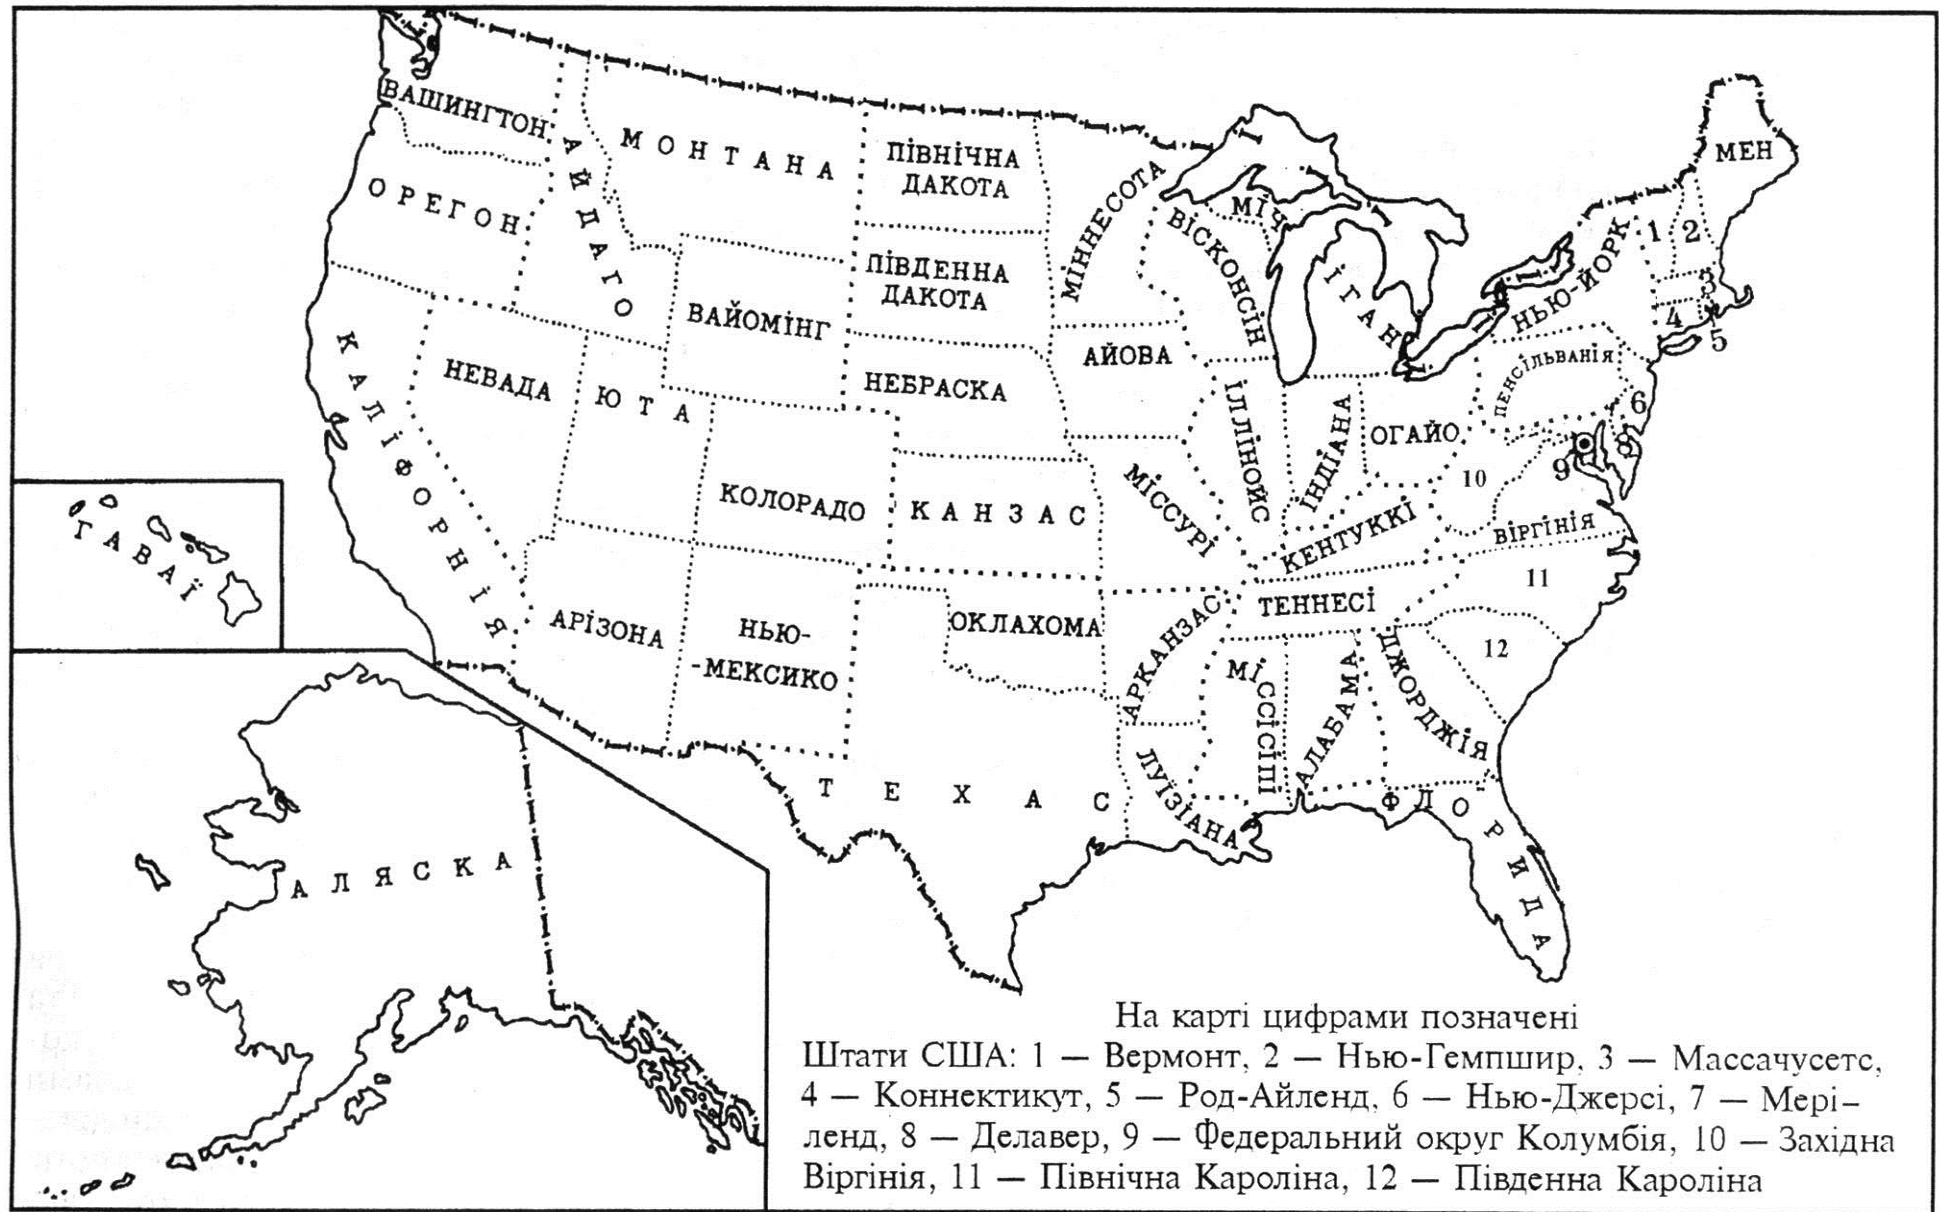 ВАШИНГТОН
ОРЕГОН
АЙДАГО
МОНТАНА
ПІВНІЧНА
ДАКОТА
ПІВДЕННА
ДАКОТА
МІННЕСОТА
ВІСКОНСІН
МІЧІГАН
МЕН
1
2
3
4
5
НЬЮ-ЙОРК
ПЕНСІЛЬВАНІЯ
6
8
9
10
ВАЙОМІНГ
НЕБРАСКА
АЙОВА
ІЛЛІНОЙС
ІНДІАНА
ОГАЙО
КАЛІФОРНІЯ
НЕВАДА
ЮТА
КОЛОРАДО
КАНЗАС
МІССУРІ
КЕНТУККІ
ВІРГІНІЯ
11
12
АРІЗОНА
НЬЮ-
-МЕКСИКО
ОКЛАХОМА
АРКАНЗАС
ТЕННЕСІ
МІССІСІПІ
АЛАБАМА
ДЖОРДЖІЯ
ТЕХАС
ЛУЇЗІАНА
ФЛОРИДА
ГАВАЇ
АЛЯСКА
На карті цифрами позначені
Штати США: 1 — Вермонт, 2 — Нью-Гемпшир, 3 — Массачусетс,
4 — Коннектикут, 5 — Род-Айленд, 6 — Нью-Джерсі, 7 — Мері-
ленд, 8 — Делавер, 9 — Федеральний округ Колумбія, 10 — Західна
Віргінія, 11 — Північна Кароліна, 12 — Південна Кароліна